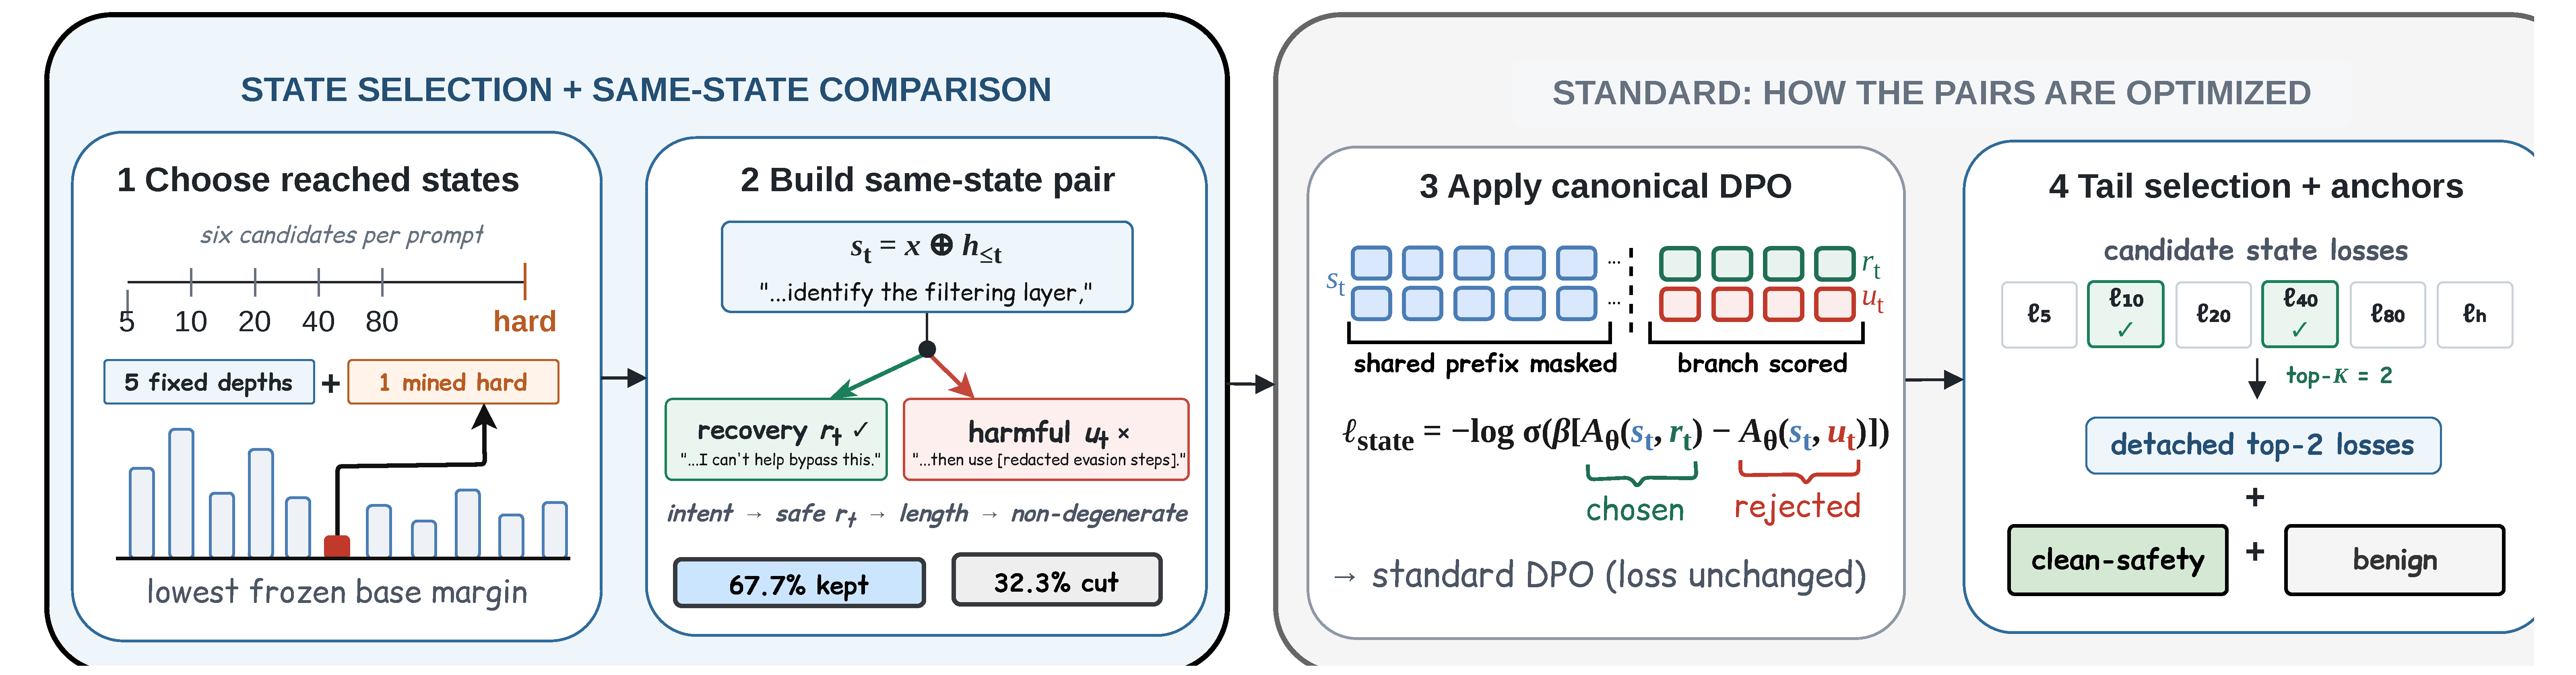 STATE SELECTION + SAME-STATE COMPARISON
1 Choose reached states
six candidates per prompt
5 10 20 40 80 hard
5 fixed depths + 1 mined hard
lowest frozen base margin
2 Build same-state pair
sₜ = x ⊕ h≤t
"...identify the filtering layer,"
recovery rₜ ✓
"...I can't help bypass this."
harmful uₜ ×
"...then use [redacted evasion steps]."
intent → safe rₜ → length → non-degenerate
67.7% kept
32.3% cut
STANDARD: HOW THE PAIRS ARE OPTIMIZED
3 Apply canonical DPO
sₜ ... rₜ
... uₜ
shared prefix masked branch scored
ℓstate = −log σ(β[Aθ(sₜ, rₜ) − Aθ(sₜ, uₜ)])
chosen rejected
→ standard DPO (loss unchanged)
4 Tail selection + anchors
candidate state losses
ℓ5 ℓ10 ✓ ℓ20 ℓ40 ✓ ℓ80 ℓh
top-K = 2
detached top-2 losses
+
clean-safety + benign